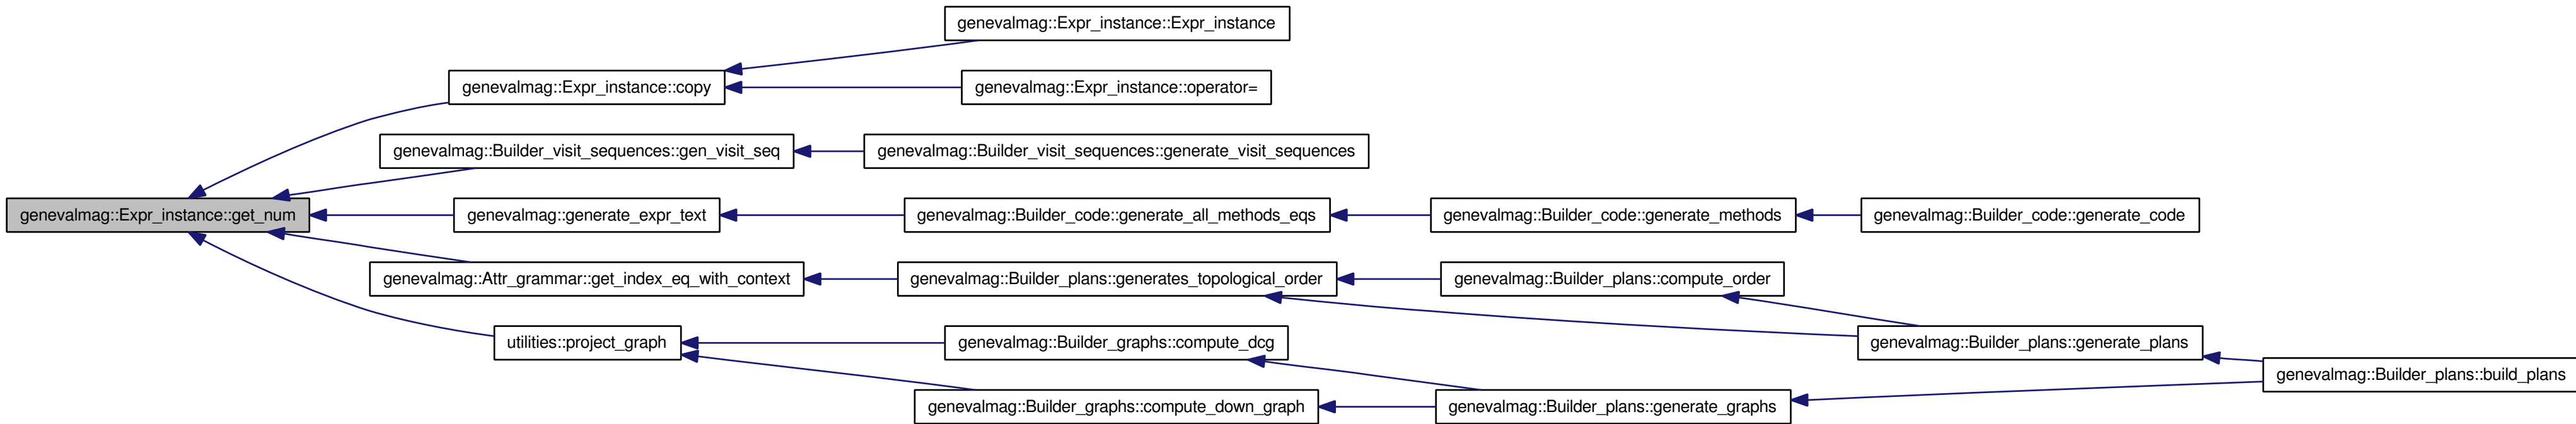 genevalmag::Expr_instance::Expr_instance
genevalmag::Expr_instance::copy
genevalmag::Expr_instance::operator=
genevalmag::Builder_visit_sequences::gen_visit_seq
genevalmag::Builder_visit_sequences::generate_visit_sequences
genevalmag::Expr_instance::get_num
genevalmag::generate_expr_text
genevalmag::Builder_code::generate_all_methods_eqs
genevalmag::Builder_code::generate_methods
genevalmag::Builder_code::generate_code
genevalmag::Attr_grammar::get_index_eq_with_context
genevalmag::Builder_plans::generates_topological_order
genevalmag::Builder_plans::compute_order
utilities::project_graph
genevalmag::Builder_graphs::compute_dcg
genevalmag::Builder_plans::generate_plans
genevalmag::Builder_plans::build_plans
genevalmag::Builder_graphs::compute_down_graph
genevalmag::Builder_plans::generate_graphs